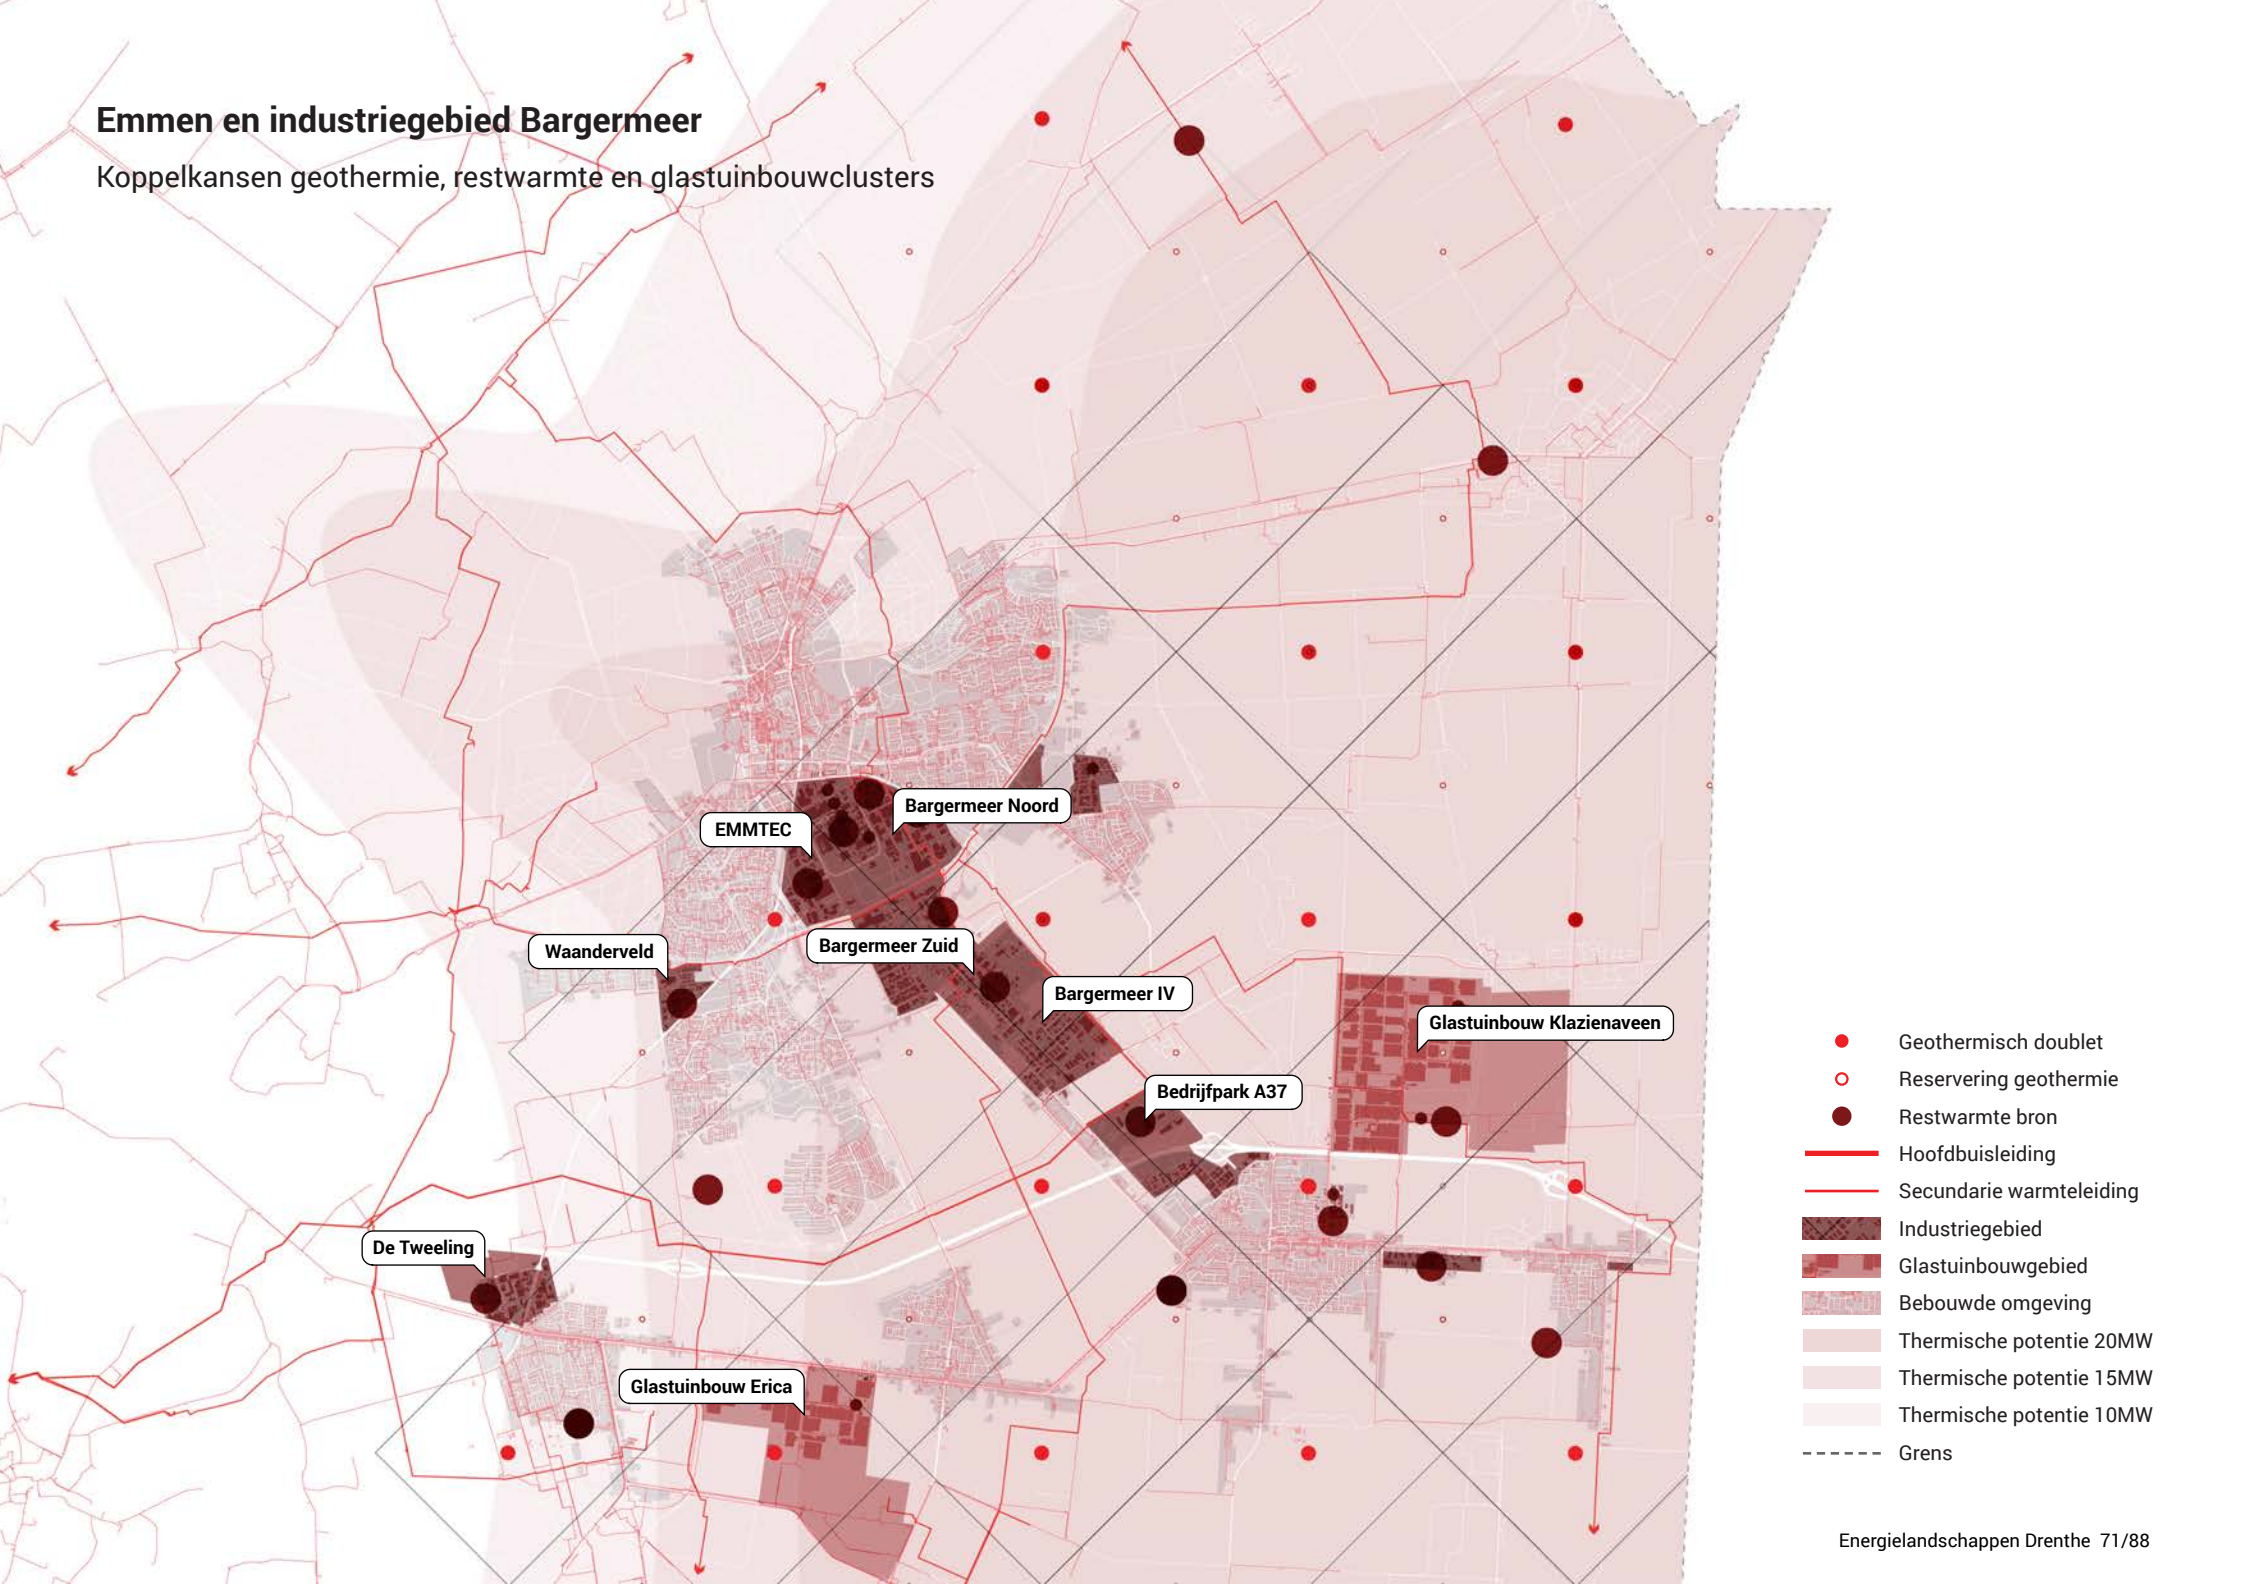 Emmen en industriegebied Bargermeer
Koppelkansen geothermie, restwarmte en glastuinbouwclusters
Bargermeer Noord
EMMTEC
Waanderveld
Bargermeer Zuid
Bargermeer IV
Glastuinbouw Klazienaveen
Bedrijfpark A37
De Tweeling
Glastuinbouw Erica
Geothermisch doublet
Reservering geothermie
Restwarmte bron
Hoofdbuisleiding
Secundarie warmteleiding
Industriegebied
Glastuinbouwgebied
Bebouwde omgeving
Thermische potentie 20MW
Thermische potentie 15MW
Thermische potentie 10MW
Grens
Energielandschappen Drenthe 71/88